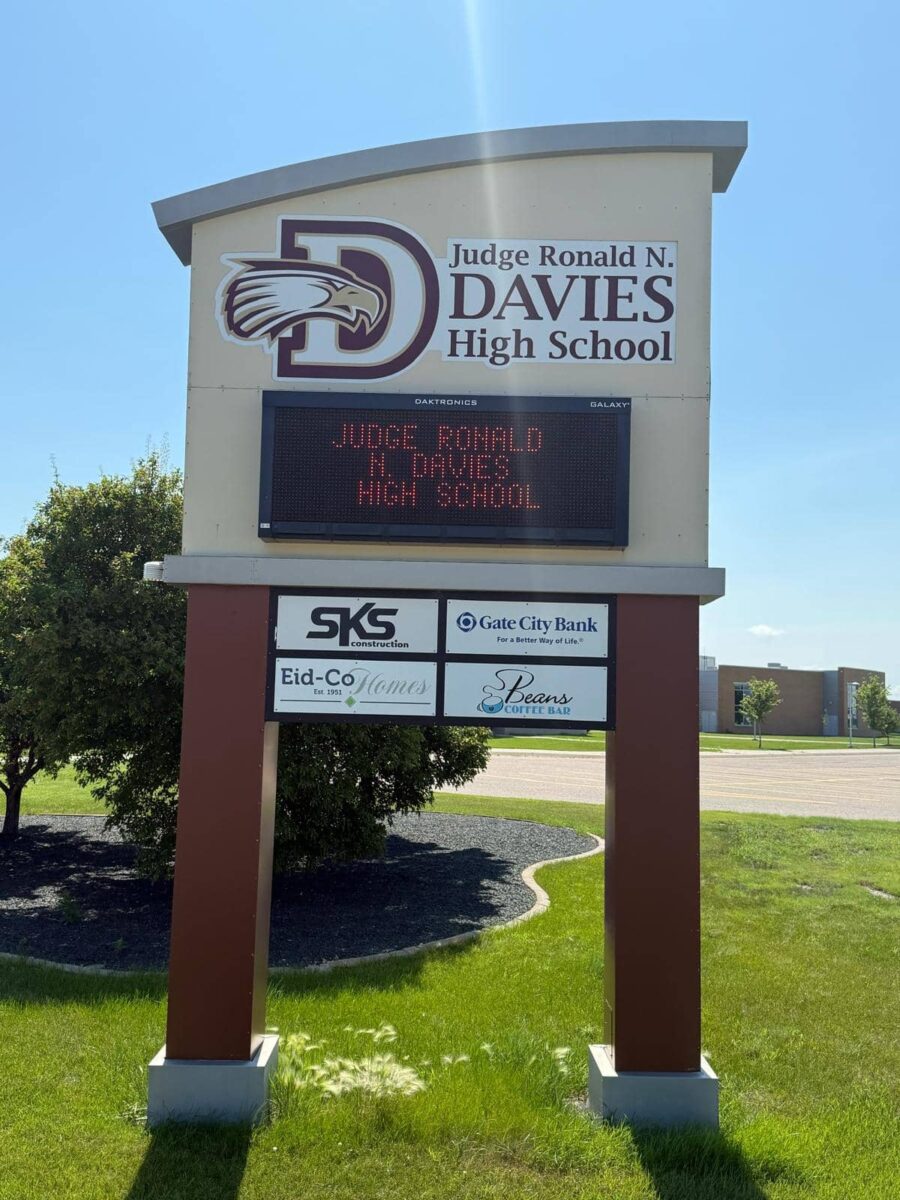 D
Judge Ronald N.
DAVIES
High School
DAKTRONICS
GALAXY®
JUDGE RONALD
N. DAVIES
HIGH SCHOOL
SKS
construction
Gate City Bank
For a Better Way of Life.®
Eid-Co Homes
Est. 1951
Beans
COFFEE BAR